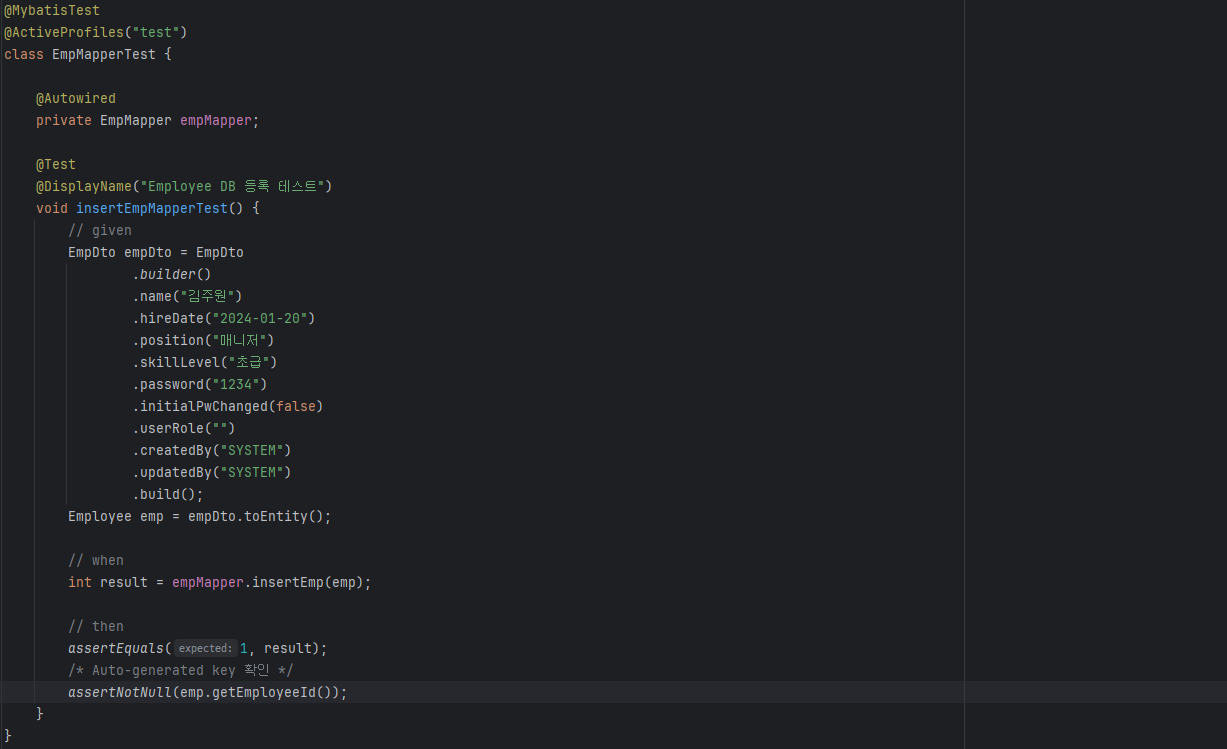 @MybatisTest
@ActiveProfiles("test")
class EmpMapperTest {
@Autowired
private EmpMapper empMapper;
@Test
@DisplayName("Employee DB 등록 테스트")
void insertEmpMapperTest() {
// given
EmpDto empDto = EmpDto
.builder()
.name("김주원")
.hireDate("2024-01-20")
.position("매니저")
.skillLevel("초급")
.password("1234")
.initialPwChanged(false)
.userRole("")
.createdBy("SYSTEM")
.updatedBy("SYSTEM")
.build();
Employee emp = empDto.toEntity();
// when
int result = empMapper.insertEmp(emp);
// then
assertEquals( expected: 1, result);
/* Auto-generated key 확인 */
assertNotNull(emp.getEmployeeId());
}
}